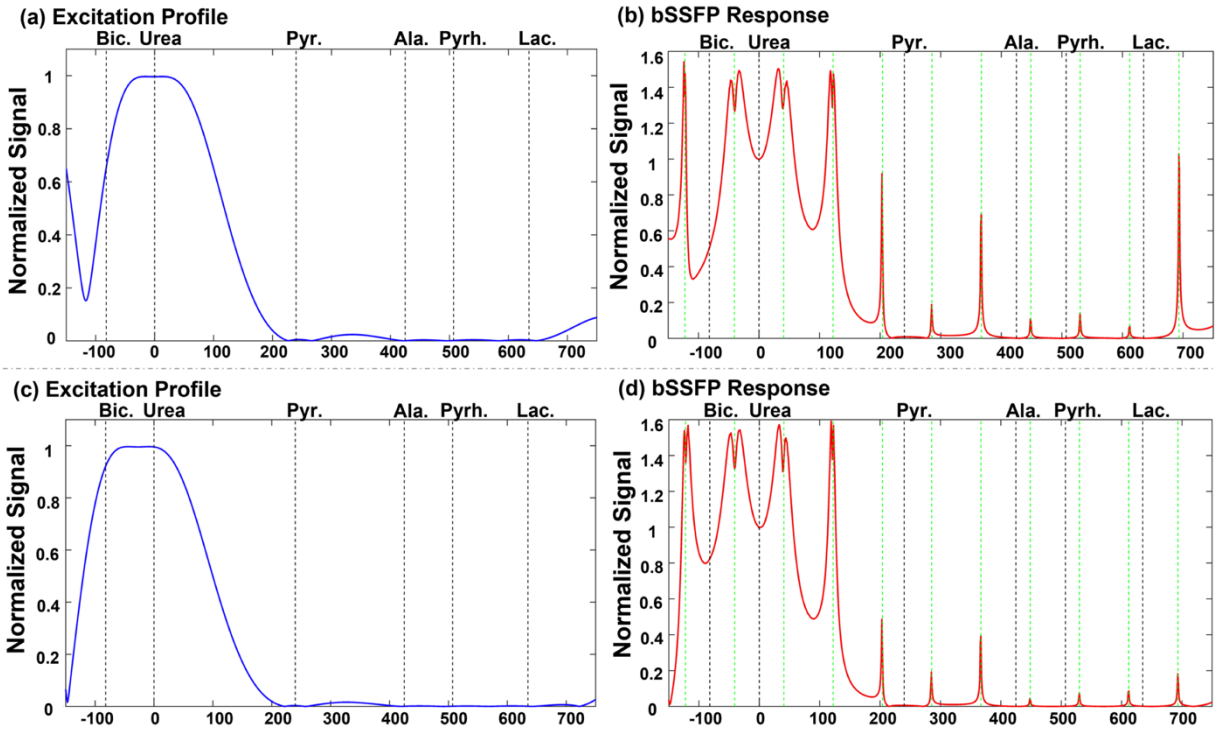 (a) Excitation Profile
Bic. Urea Pyr. Ala. Pyrh. Lac.
Normalized Signal
1
0.8
0.6
0.4
0.2
0
-100 0 100 200 300 400 500 600 700
(b) bSSFP Response
Bic. Urea Pyr. Ala. Pyrh. Lac.
Normalized Signal
1.6
1.4
1.2
1
0.8
0.6
0.4
0.2
0
-100 0 100 200 300 400 500 600 700
(c) Excitation Profile
Bic. Urea Pyr. Ala. Pyrh. Lac.
Normalized Signal
1
0.8
0.6
0.4
0.2
0
-100 0 100 200 300 400 500 600 700
(d) bSSFP Response
Bic. Urea Pyr. Ala. Pyrh. Lac.
Normalized Signal
1.6
1.4
1.2
1
0.8
0.6
0.4
0.2
0
-100 0 100 200 300 400 500 600 700